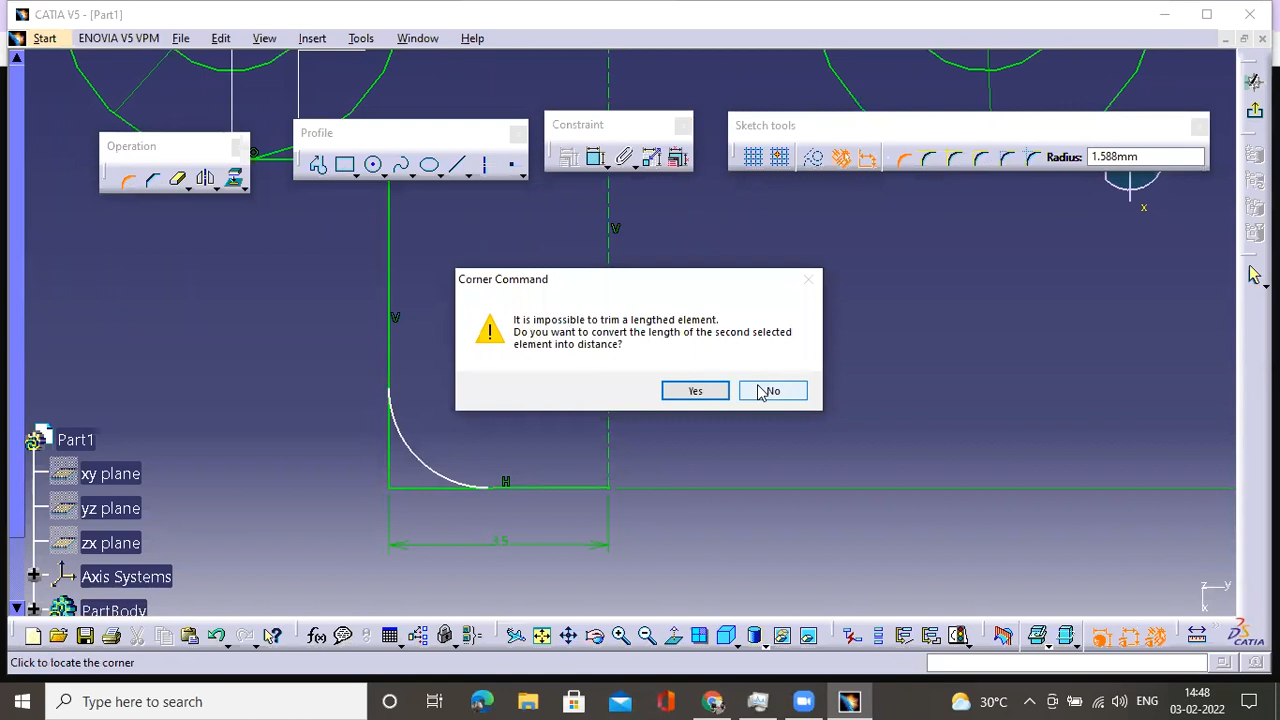 CATIA V5 - [Part1]
Start ENOVIA V5 VPM File Edit View Insert Tools Window Help
Operation
Profile
Constraint
Sketch tools
Radius: 1.588mm
x
V
V
Corner Command
It is impossible to trim a lengthed element.
Do you want to convert the length of the second selected
element into distance?
Yes No
H
Part1
xy plane
yz plane
zx plane
Axis Systems
PartBody
z y
x
f(x)
CATIA
Click to locate the corner
Type here to search
30°C ENG 14:48
03-02-2022